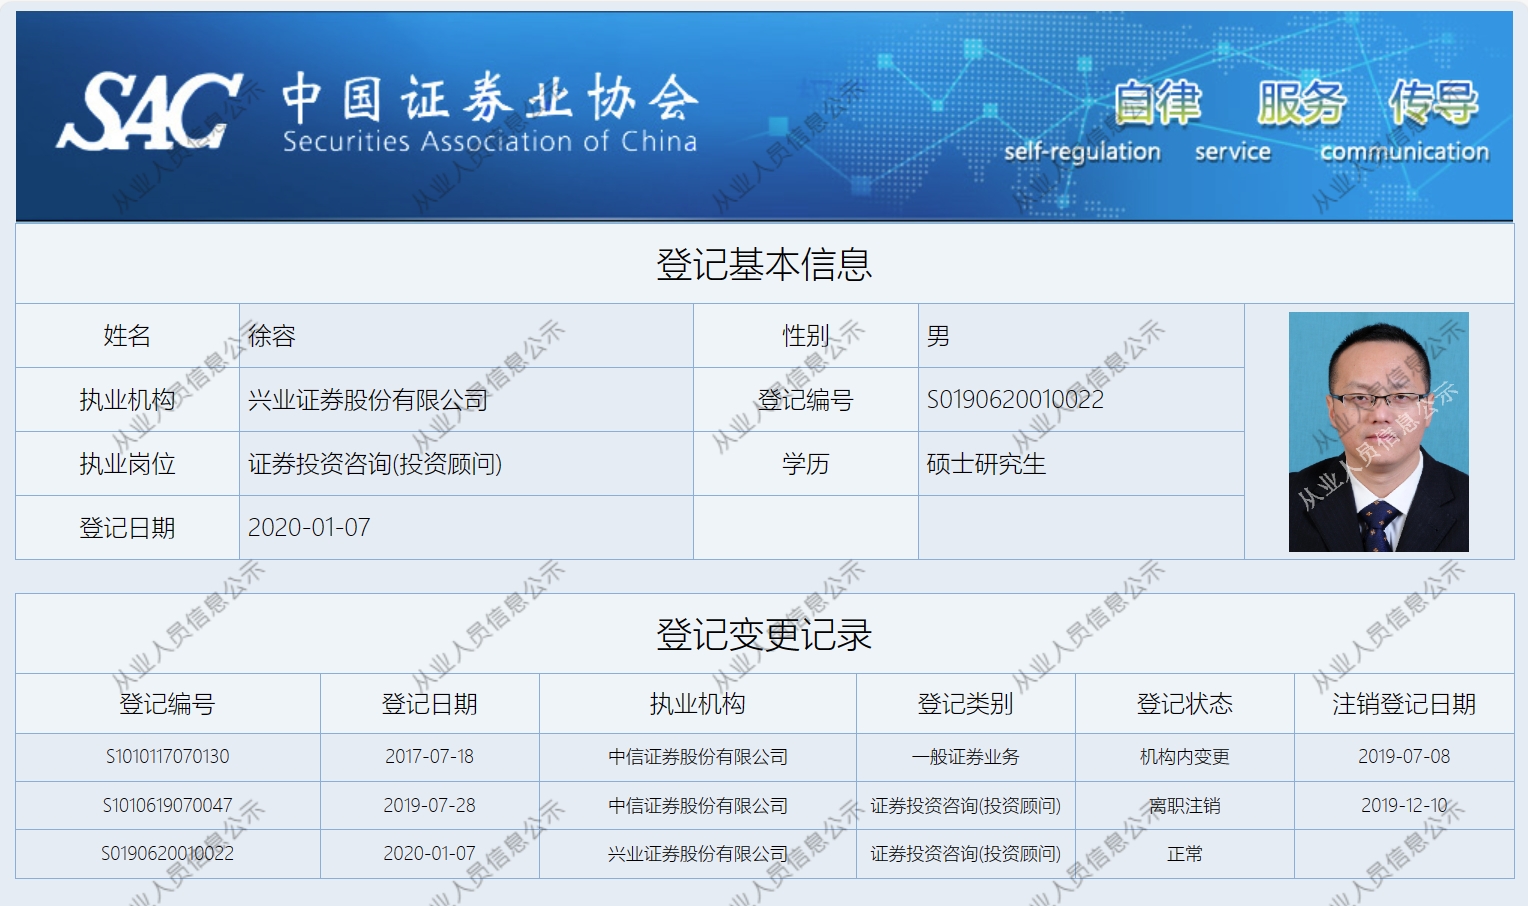 SAC 中国证券业协会
Securities Association of China
自律 服务 传导
self-regulation service communication
登记基本信息
姓名 徐容 性别 男
执业机构 兴业证券股份有限公司 登记编号 S0190620010022
执业岗位 证券投资咨询(投资顾问) 学历 硕士研究生
登记日期 2020-01-07
登记变更记录
登记编号 登记日期 执业机构 登记类别 登记状态 注销登记日期
S1010117070130 2017-07-18 中信证券股份有限公司 一般证券业务 机构内变更 2019-07-08
S1010619070047 2019-07-28 中信证券股份有限公司 证券投资咨询(投资顾问) 离职注销 2019-12-10
S0190620010022 2020-01-07 兴业证券股份有限公司 证券投资咨询(投资顾问) 正常
从业人员信息公示